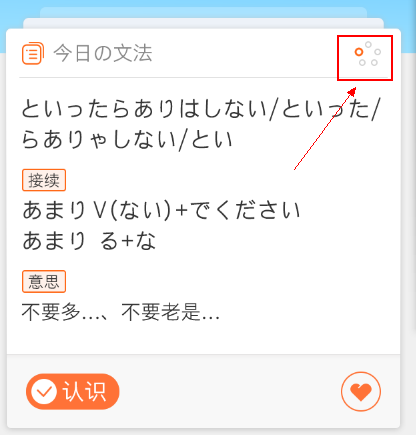 今日の文法
といったらありはしない/といった/
らありゃしない/とい
接续
あまりV(ない)+でください
あまり る+な
意思
不要多...、不要老是...
认识